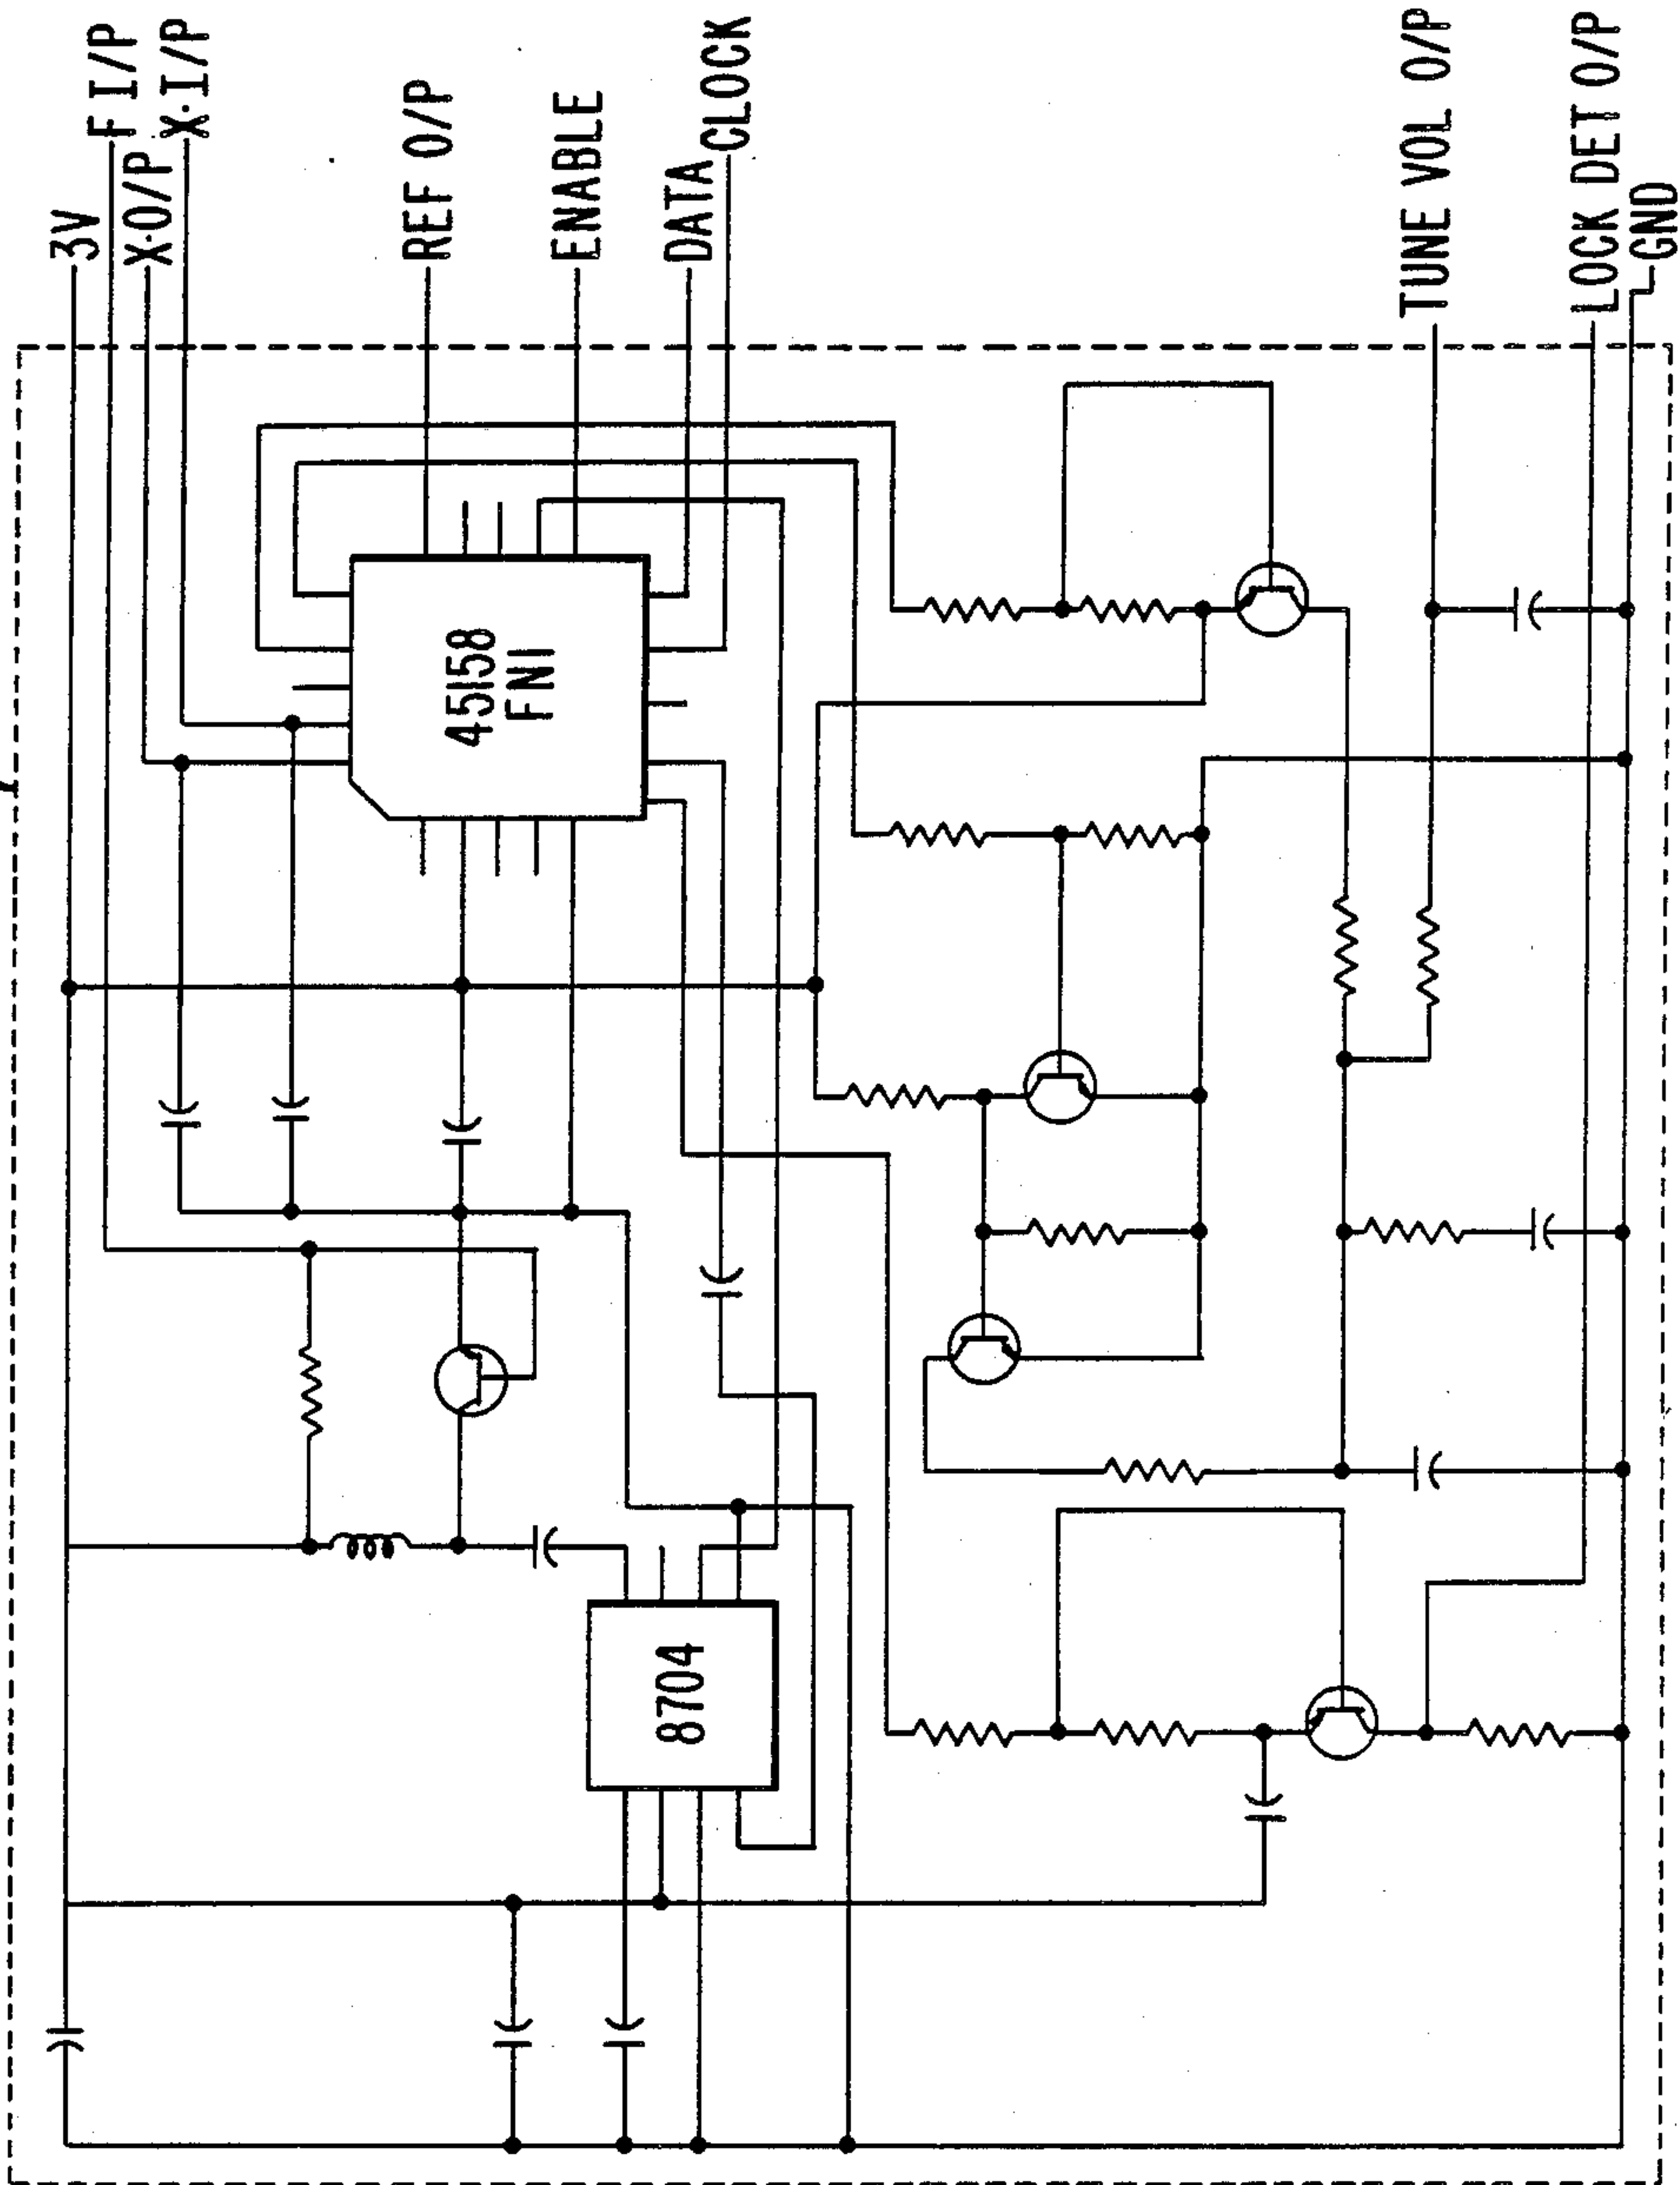 3V
F I/P
X·O/P
X·I/P
REF O/P
ENABLE
DATA
CLOCK
45158
FN1
8704
TUNE VOL O/P
LOCK DET O/P
GND